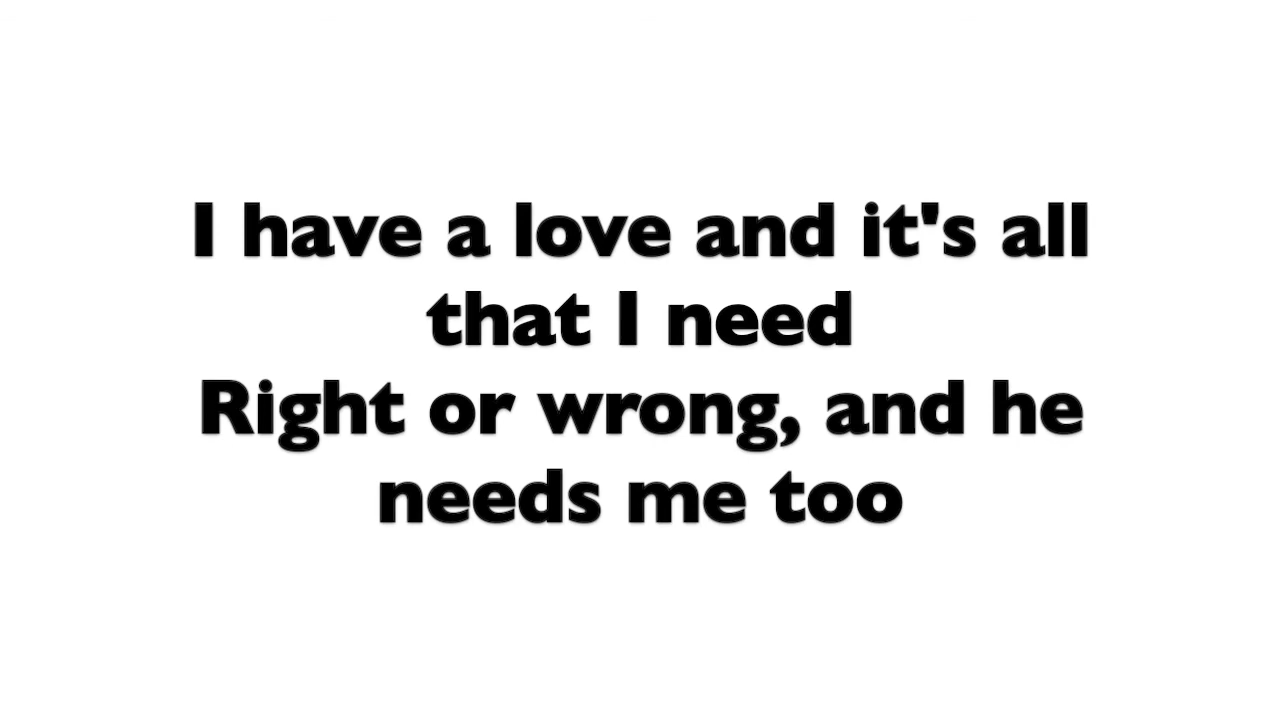 I have a love and it's all
that I need
Right or wrong, and he
needs me too